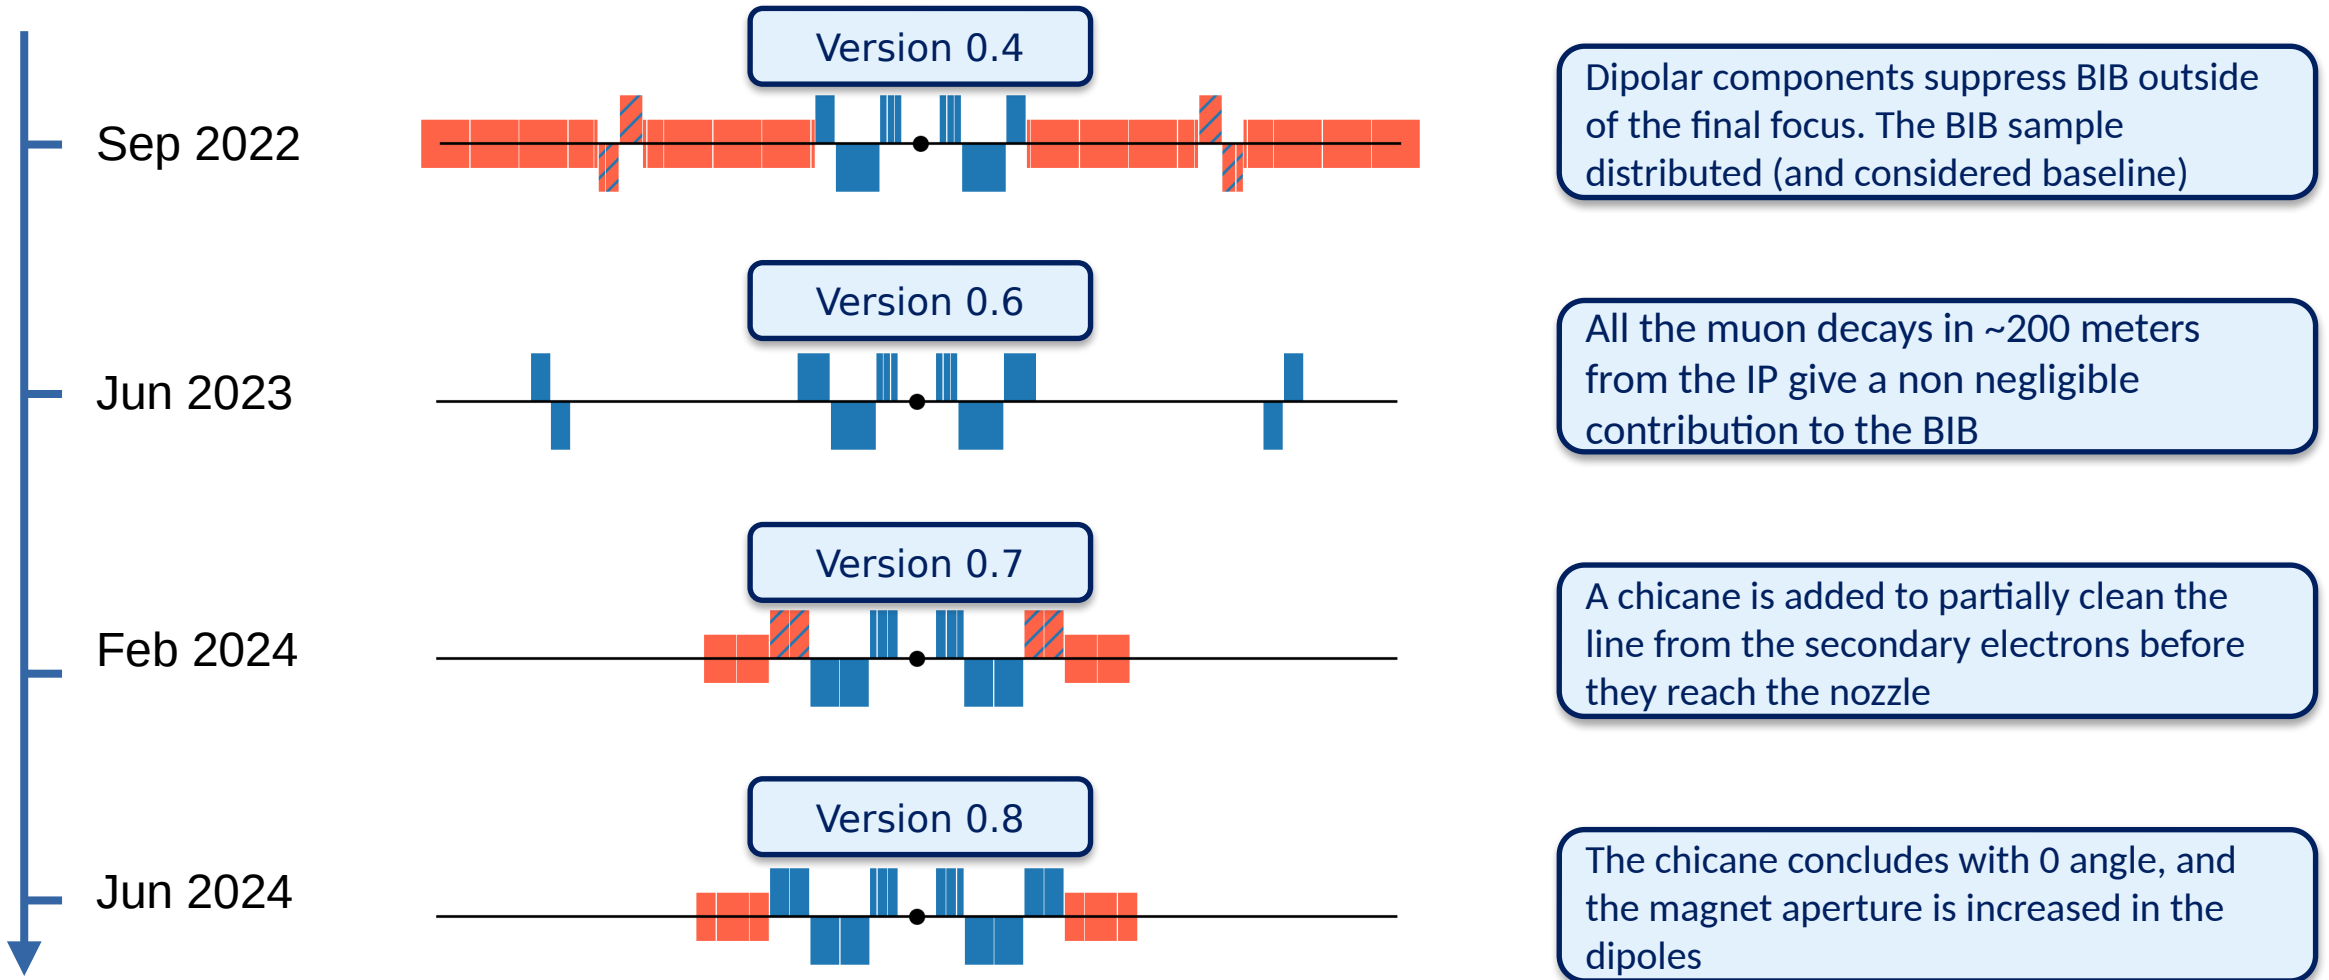 Version 0.4
Sep 2022
Dipolar components suppress BIB outside
of the final focus. The BIB sample
distributed (and considered baseline)
Version 0.6
Jun 2023
All the muon decays in ~200 meters
from the IP give a non negligible
contribution to the BIB
Version 0.7
Feb 2024
A chicane is added to partially clean the
line from the secondary electrons before
they reach the nozzle
Version 0.8
Jun 2024
The chicane concludes with 0 angle, and
the magnet aperture is increased in the
dipoles